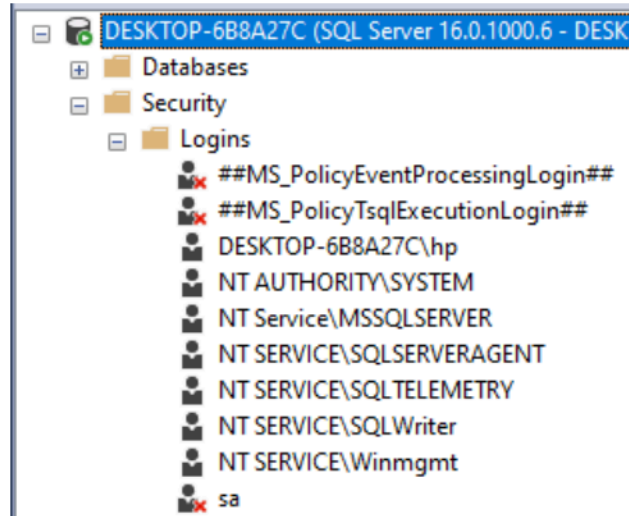 DESKTOP-6B8A27C (SQL Server 16.0.1000.6 - DESK
Databases
Security
Logins
##MS_PolicyEventProcessingLogin##
##MS_PolicyTsqlExecutionLogin##
DESKTOP-6B8A27C\hp
NT AUTHORITY\SYSTEM
NT Service\MSSQLSERVER
NT SERVICE\SQLSERVERAGENT
NT SERVICE\SQLTELEMETRY
NT SERVICE\SQLWriter
NT SERVICE\Winmgmt
sa